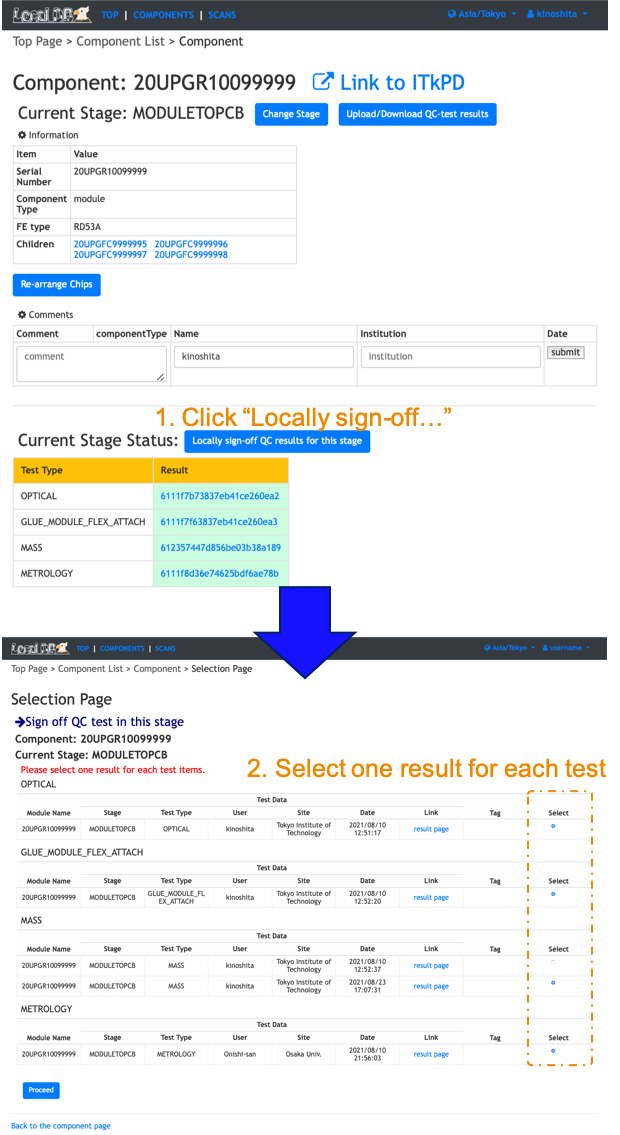 Local DB TOP | COMPONENTS | SCANS Asia/Tokyo kinoshita
Top Page > Component List > Component
Component: 20UPGR10099999 Link to ITkPD
Current Stage: MODULETOPCB Change Stage Upload/Download QC-test results
Information
Item Value
Serial Number 20UPGR10099999
Component Type module
FE type RD53A
Children 20UPGFC9999995 20UPGFC9999996
20UPGFC9999997 20UPGFC9999998
Re-arrange Chips
Comments
Comment componentType Name Institution Date
comment kinoshita institution submit
1. Click “Locally sign-off…”
Current Stage Status: Locally sign-off QC results for this stage
Test Type Result
OPTICAL 6111f7b73837eb41ce260ea2
GLUE_MODULE_FLEX_ATTACH 6111f7f63837eb41ce260ea3
MASS 612357447d856be03b38a189
METROLOGY 6111f8d36e74625bdf6ae78b
Local DB TOP | COMPONENTS | SCANS Asia/Tokyo username
Top Page > Component List > Component > Selection Page
Selection Page
Sign off QC test in this stage
Component: 20UPGR10099999
Current Stage: MODULETOPCB
Please select one result for each test items.
2. Select one result for each test
OPTICAL
Test Data
Module Name Stage Test Type User Site Date Link Tag Select
20UPGR10099999 MODULETOPCB OPTICAL kinoshita Tokyo Institute of Technology 2021/08/10 12:51:17 result page
GLUE_MODULE_FLEX_ATTACH
Test Data
Module Name Stage Test Type User Site Date Link Tag Select
20UPGR10099999 MODULETOPCB GLUE_MODULE_FLEX_ATTACH kinoshita Tokyo Institute of Technology 2021/08/10 12:52:20 result page
MASS
Test Data
Module Name Stage Test Type User Site Date Link Tag Select
20UPGR10099999 MODULETOPCB MASS kinoshita Tokyo Institute of Technology 2021/08/10 12:52:37 result page
20UPGR10099999 MODULETOPCB MASS kinoshita Tokyo Institute of Technology 2021/08/23 17:07:31 result page
METROLOGY
Test Data
Module Name Stage Test Type User Site Date Link Tag Select
20UPGR10099999 MODULETOPCB METROLOGY Onishi-san Osaka Univ. 2021/08/10 21:56:03 result page
Proceed
Back to the component page